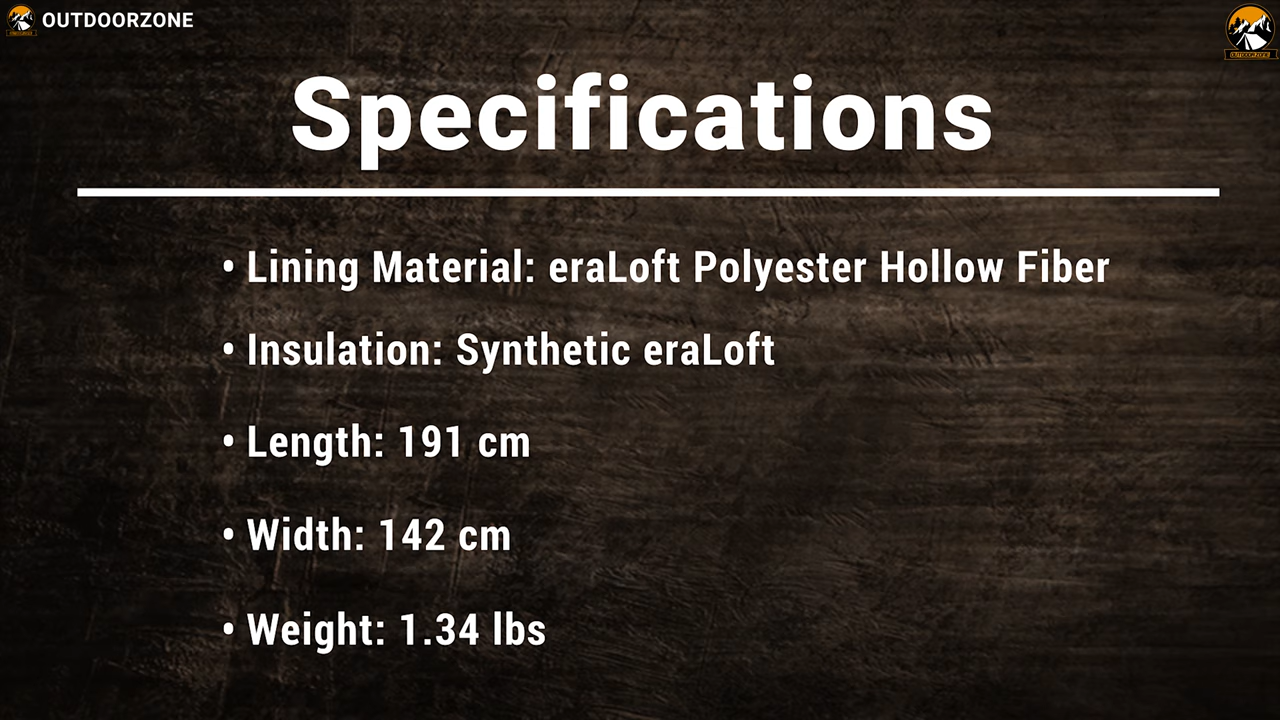 OUTDOORZONE
Specifications
• Lining Material: eraLoft Polyester Hollow Fiber
• Insulation: Synthetic eraLoft
• Length: 191 cm
• Width: 142 cm
• Weight: 1.34 lbs
OUTDOORZONE